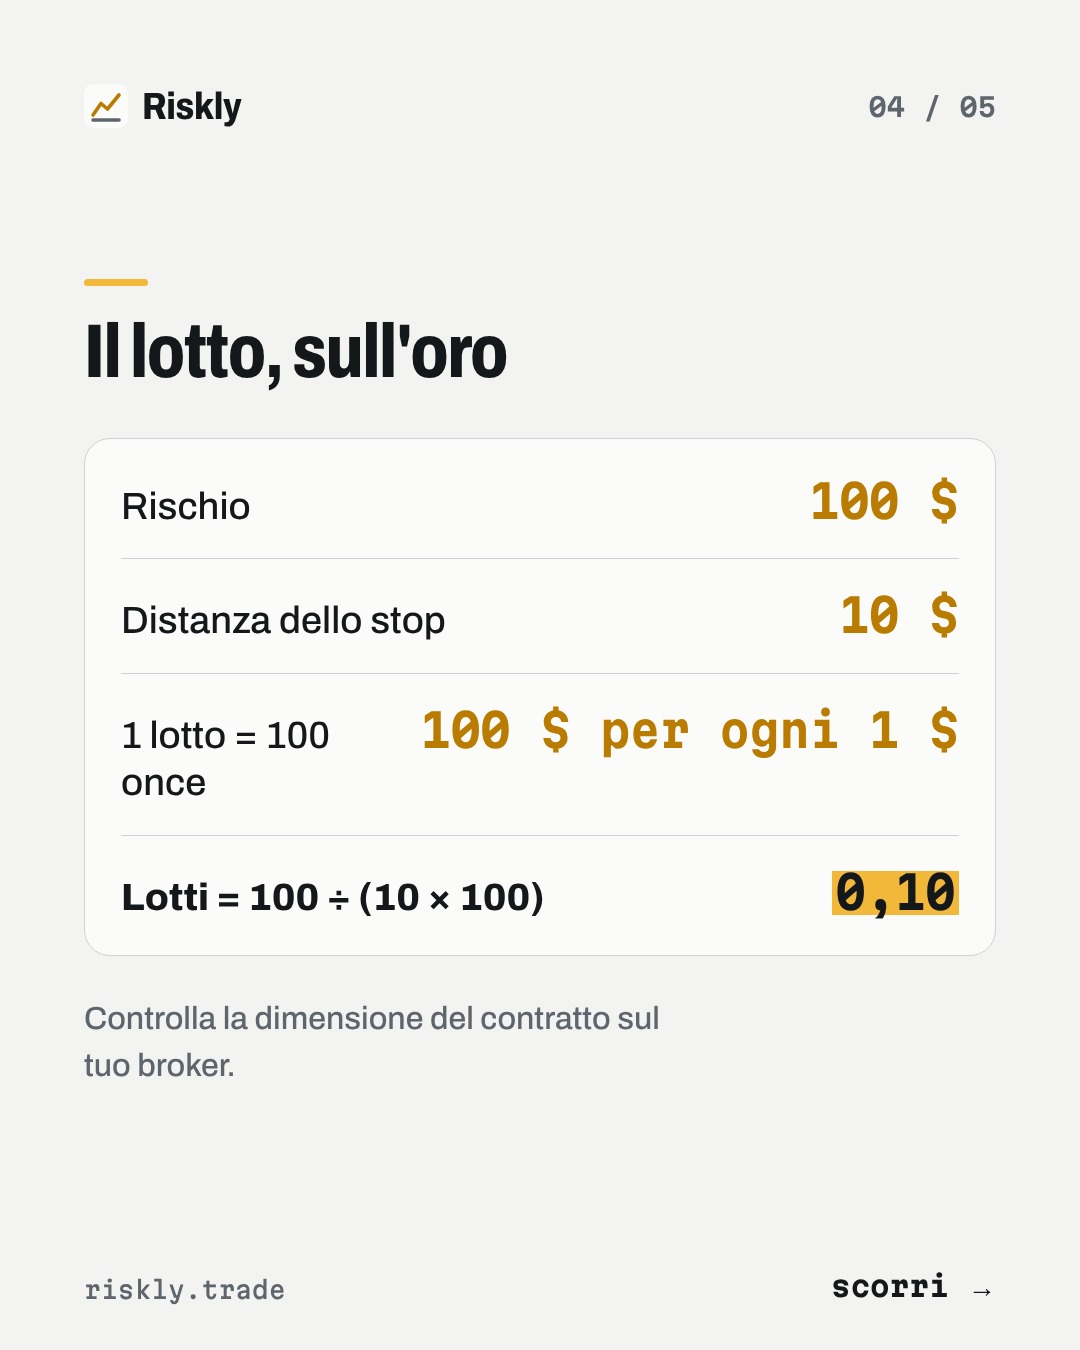 Riskly
04 / 05
Il lotto, sull'oro
Rischio 100 $
Distanza dello stop 10 $
1 lotto = 100 100 $ per ogni 1 $
once
Lotti = 100 ÷ (10 × 100) 0,10
Controlla la dimensione del contratto sul
tuo broker.
riskly.trade
scorri →